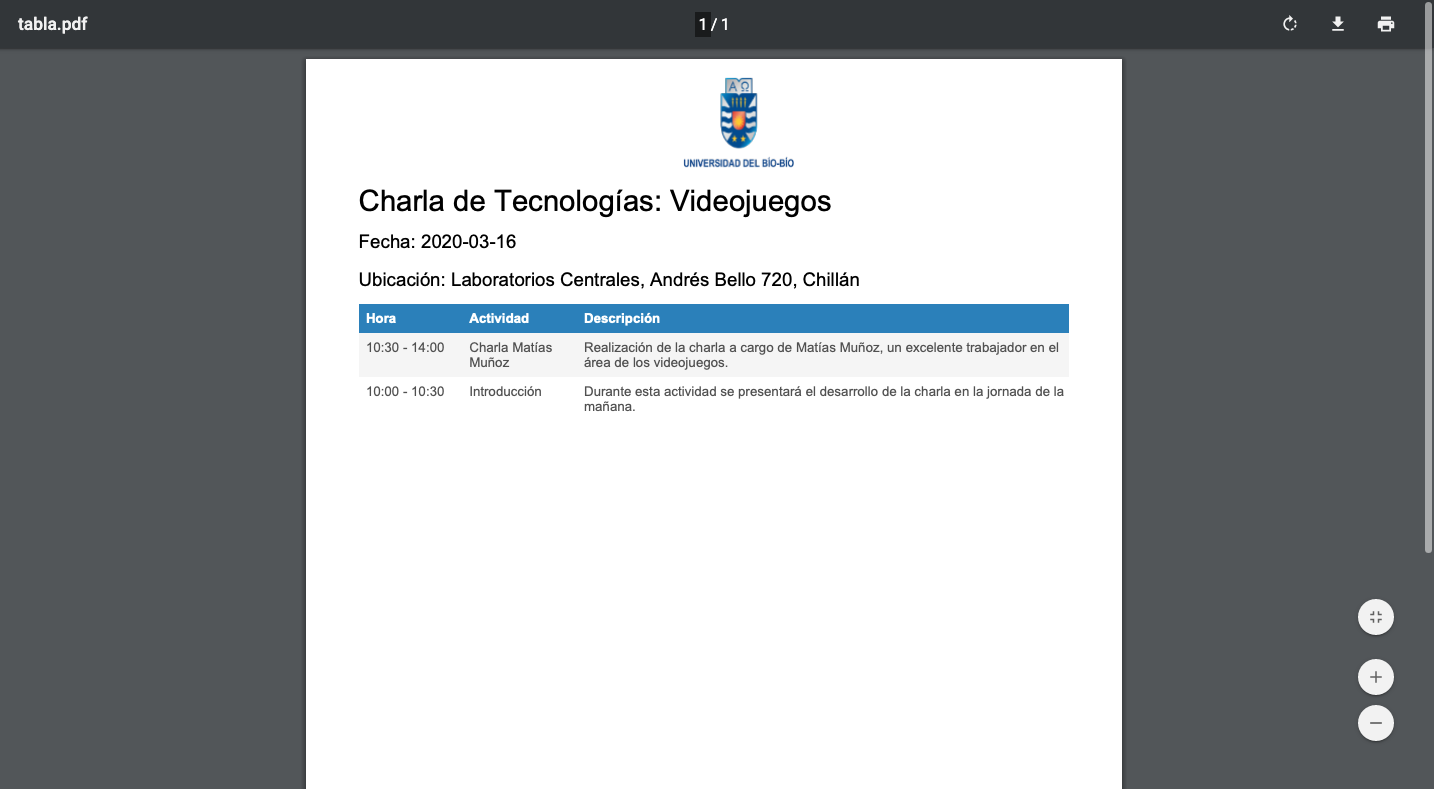 tabla.pdf
1 / 1
ΑΩ
UNIVERSIDAD DEL BÍO-BÍO
Charla de Tecnologías: Videojuegos
Fecha: 2020-03-16
Ubicación: Laboratorios Centrales, Andrés Bello 720, Chillán
Hora Actividad Descripción
10:30 - 14:00 Charla Matías Realización de la charla a cargo de Matías Muñoz, un excelente trabajador en el
Muñoz área de los videojuegos.
10:00 - 10:30 Introducción Durante esta actividad se presentará el desarrollo de la charla en la jornada de la
mañana.